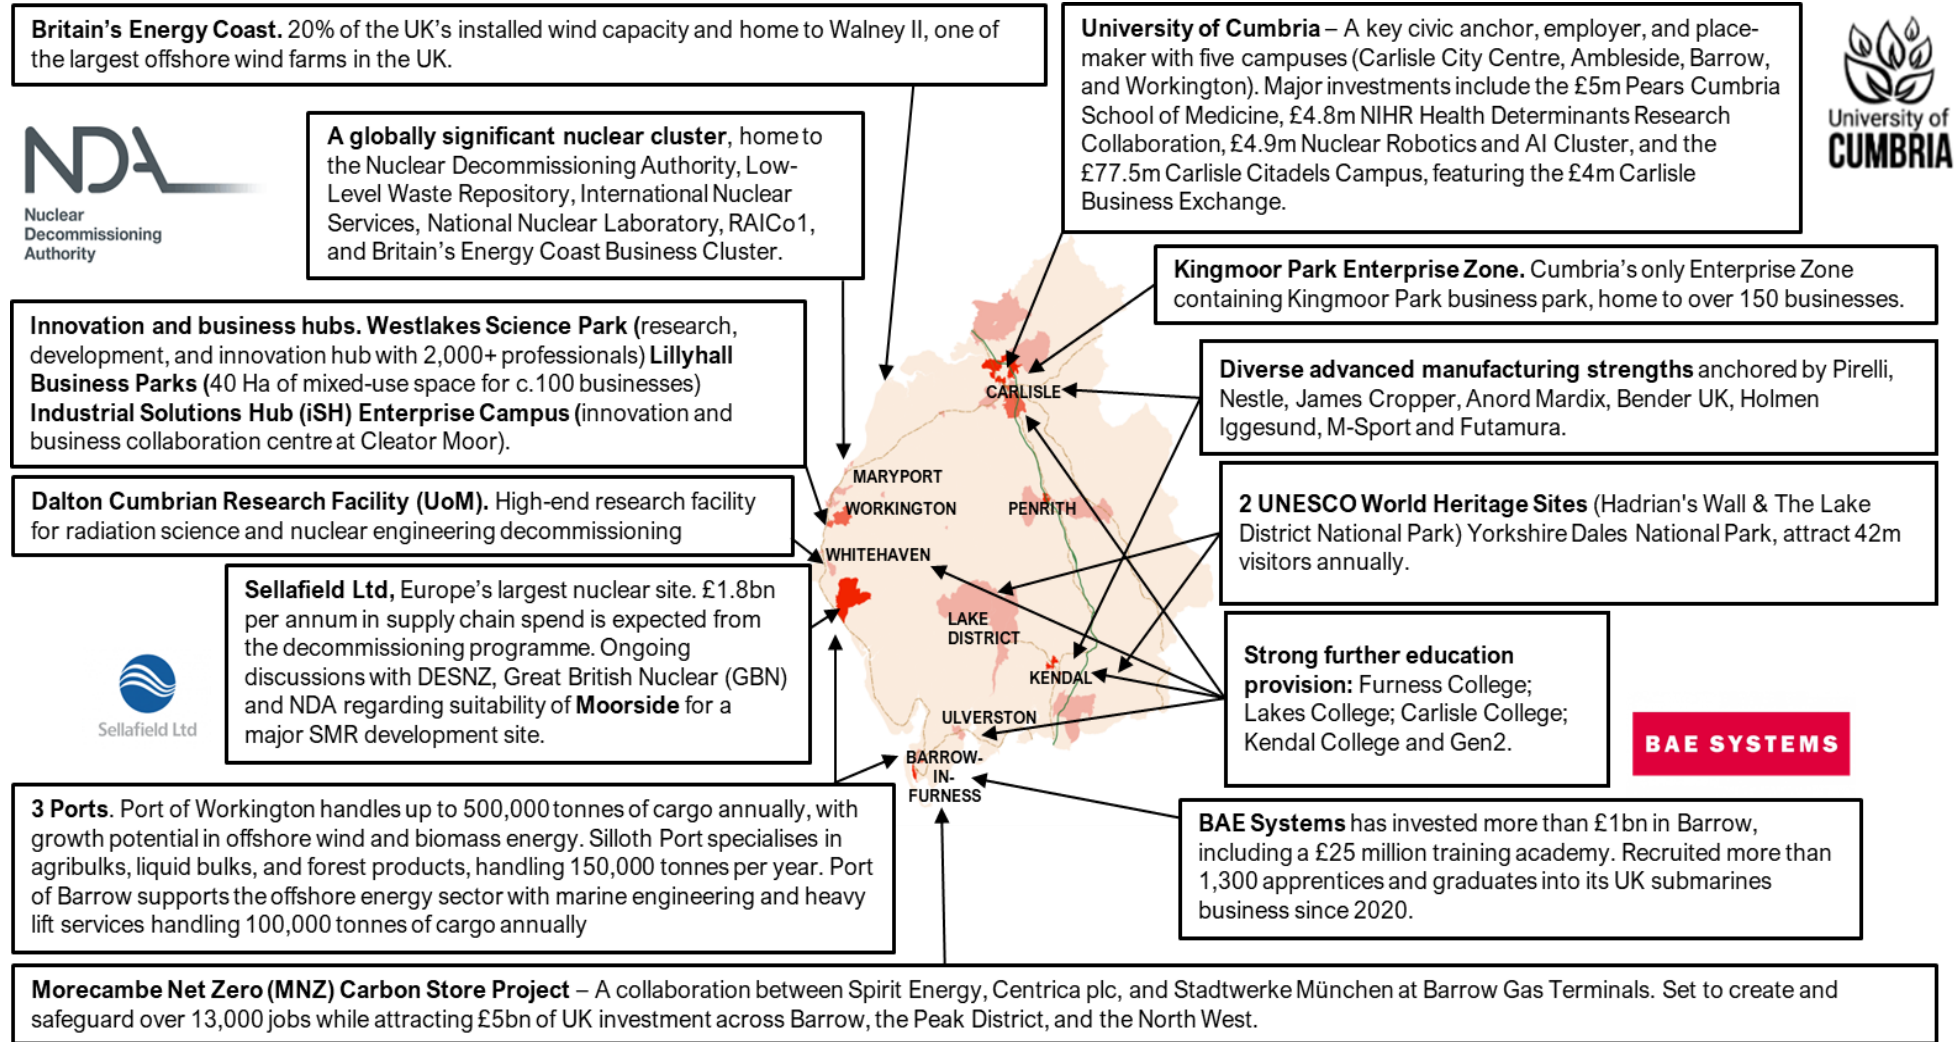 Britain's Energy Coast. 20% of the UK's installed wind capacity and home to Walney II, one of
the largest offshore wind farms in the UK.
University of Cumbria – A key civic anchor, employer, and place-
maker with five campuses (Carlisle City Centre, Ambleside, Barrow,
and Workington). Major investments include the £5m Pears Cumbria
School of Medicine, £4.8m NIHR Health Determinants Research
Collaboration, £4.9m Nuclear Robotics and AI Cluster, and the
£77.5m Carlisle Citadels Campus, featuring the £4m Carlisle
Business Exchange.
University of
CUMBRIA
NDA
Nuclear
Decommissioning
Authority
A globally significant nuclear cluster, home to
the Nuclear Decommissioning Authority, Low-
Level Waste Repository, International Nuclear
Services, National Nuclear Laboratory, RAICo1,
and Britain's Energy Coast Business Cluster.
Kingmoor Park Enterprise Zone. Cumbria's only Enterprise Zone
containing Kingmoor Park business park, home to over 150 businesses.
Innovation and business hubs. Westlakes Science Park (research,
development, and innovation hub with 2,000+ professionals) Lillyhall
Business Parks (40 Ha of mixed-use space for c.100 businesses)
Industrial Solutions Hub (iSH) Enterprise Campus (innovation and
business collaboration centre at Cleator Moor).
Diverse advanced manufacturing strengths anchored by Pirelli,
Nestle, James Cropper, Anord Mardix, Bender UK, Holmen
Iggesund, M-Sport and Futamura.
Dalton Cumbrian Research Facility (UoM). High-end research facility
for radiation science and nuclear engineering decommissioning
2 UNESCO World Heritage Sites (Hadrian's Wall & The Lake
District National Park) Yorkshire Dales National Park, attract 42m
visitors annually.
CARLISLE
MARYPORT
WORKINGTON
PENRITH
WHITEHAVEN
LAKE
DISTRICT
KENDAL
ULVERSTON
BARROW-
IN-
FURNESS
Sellafield Ltd, Europe's largest nuclear site. £1.8bn
per annum in supply chain spend is expected from
the decommissioning programme. Ongoing
discussions with DESNZ, Great British Nuclear (GBN)
and NDA regarding suitability of Moorside for a
major SMR development site.
Sellafield Ltd
Strong further education
provision: Furness College;
Lakes College; Carlisle College;
Kendal College and Gen2.
BAE SYSTEMS
3 Ports. Port of Workington handles up to 500,000 tonnes of cargo annually, with
growth potential in offshore wind and biomass energy. Silloth Port specialises in
agribulks, liquid bulks, and forest products, handling 150,000 tonnes per year. Port
of Barrow supports the offshore energy sector with marine engineering and heavy
lift services handling 100,000 tonnes of cargo annually
BAE Systems has invested more than £1bn in Barrow,
including a £25 million training academy. Recruited more than
1,300 apprentices and graduates into its UK submarines
business since 2020.
Morecambe Net Zero (MNZ) Carbon Store Project – A collaboration between Spirit Energy, Centrica plc, and Stadtwerke München at Barrow Gas Terminals. Set to create and
safeguard over 13,000 jobs while attracting £5bn of UK investment across Barrow, the Peak District, and the North West.